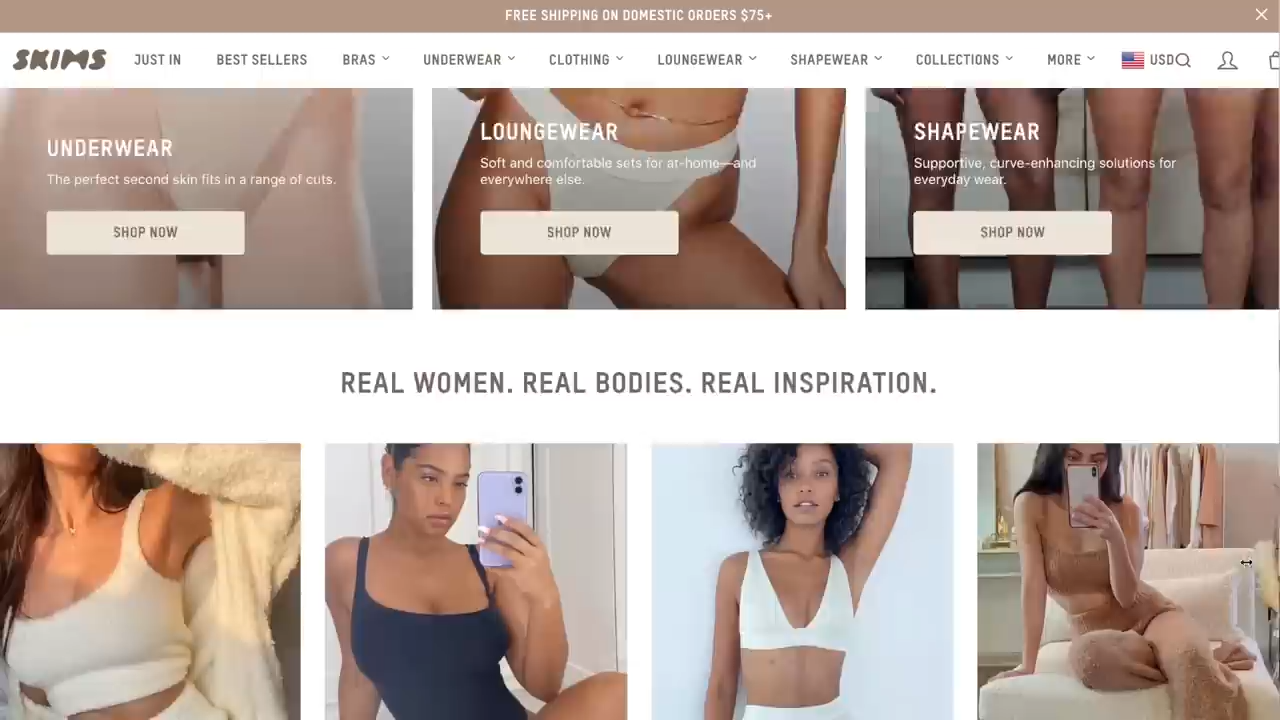 FREE SHIPPING ON DOMESTIC ORDERS $75+
SKIMS
JUST IN
BEST SELLERS
BRAS
UNDERWEAR
CLOTHING
LOUNGEWEAR
SHAPEWEAR
COLLECTIONS
MORE
USD
UNDERWEAR
The perfect second skin fits in a range of cuts.
SHOP NOW
LOUNGEWEAR
Soft and comfortable sets for at-home—and
everywhere else.
SHOP NOW
SHAPEWEAR
Supportive, curve-enhancing solutions for
everyday wear.
SHOP NOW
REAL WOMEN. REAL BODIES. REAL INSPIRATION.